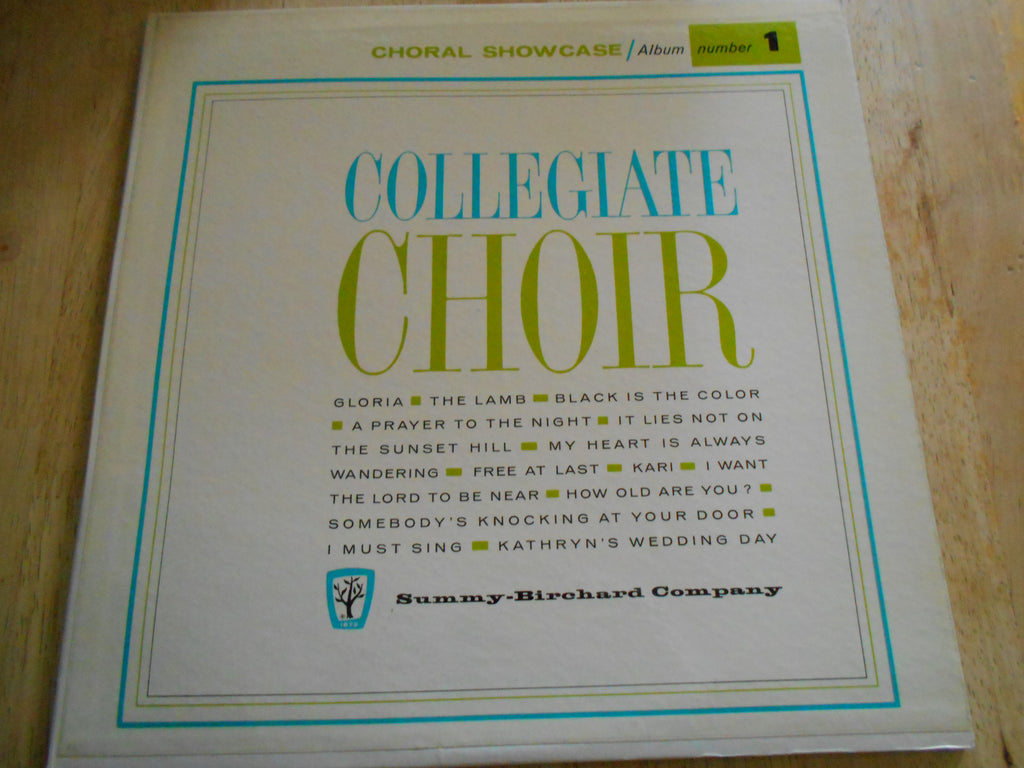 CHORAL SHOWCASE / Album number 1
COLLEGIATE
CHOIR
GLORIA ■ THE LAMB ■ BLACK IS THE COLOR
■ A PRAYER TO THE NIGHT ■ IT LIES NOT ON
THE SUNSET HILL ■ MY HEART IS ALWAYS
WANDERING ■ FREE AT LAST ■ KARI ■ I WANT
THE LORD TO BE NEAR ■ HOW OLD ARE YOU? ■
SOMEBODY'S KNOCKING AT YOUR DOOR ■
I MUST SING ■ KATHRYN'S WEDDING DAY
Summy-Birchard Company
1872